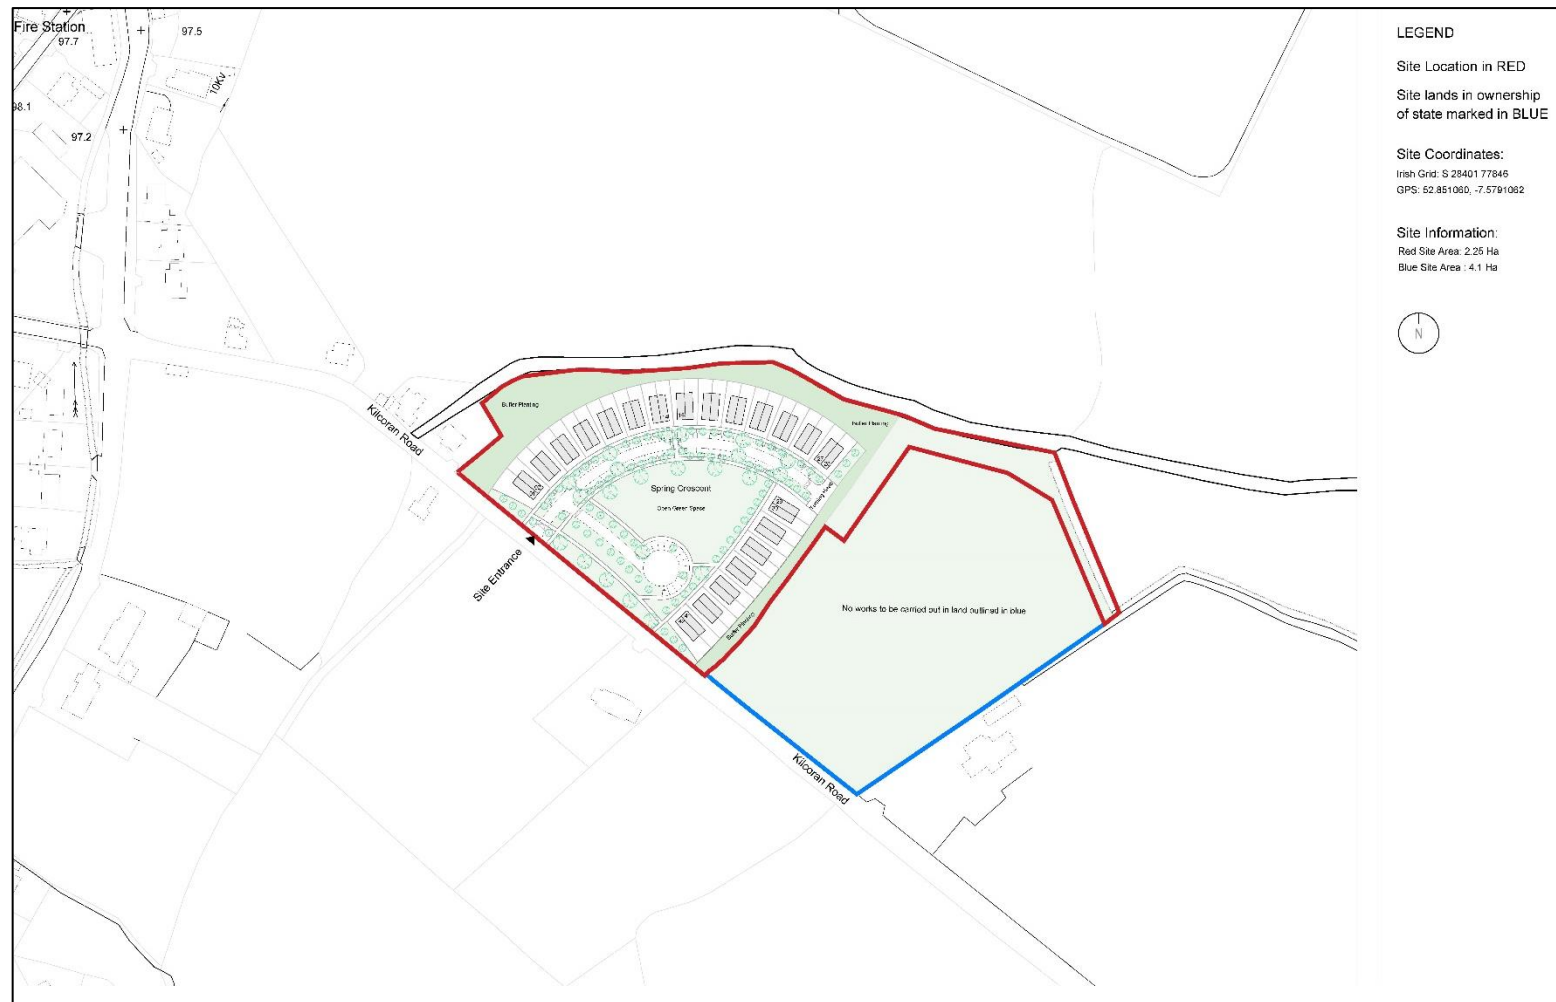 Fire Station
97.7
97.5
10KV
98.1
97.2
LEGEND
Site Location in RED
Site lands in ownership
of state marked in BLUE
Site Coordinates:
Irish Grid: S 28401 77846
GPS: 52.851060, -7.5791062
Site Information:
Red Site Area: 2.25 Ha
Blue Site Area : 4.1 Ha
N
Kilcoran Road
Buffer Planting
Buffer Planting
Spring Crescent
Open Green Space
Turning Head
Site Entrance
No works to be carried out in land outlined in blue
Buffer Planting
Kilcoran Road